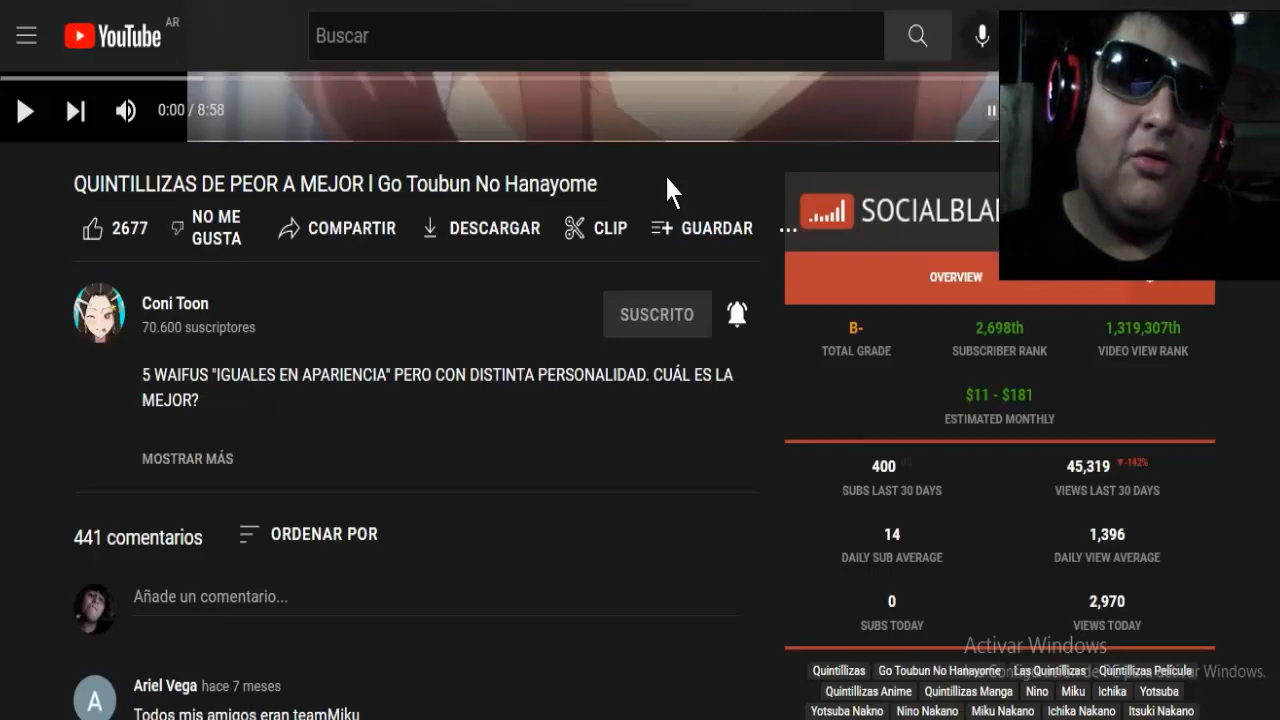 YouTube AR
Buscar
0:00 / 8:58
QUINTILLIZAS DE PEOR A MEJOR l Go Toubun No Hanayome
2677
NO ME
GUSTA
COMPARTIR
DESCARGAR
CLIP
GUARDAR
...
Coni Toon
70.600 suscriptores
SUSCRITO
5 WAIFUS "IGUALES EN APARIENCIA" PERO CON DISTINTA PERSONALIDAD. CUÁL ES LA
MEJOR?
MOSTRAR MÁS
441 comentarios
ORDENAR POR
Añade un comentario...
A
Ariel Vega hace 7 meses
Todos mis amigos eran teamMiku
OVERVIEW
B- 2,698th 1,319,307th
TOTAL GRADE SUBSCRIBER RANK VIDEO VIEW RANK
$11 - $181
ESTIMATED MONTHLY
400 45,319 -142%
SUBS LAST 30 DAYS VIEWS LAST 30 DAYS
14 1,396
DAILY SUB AVERAGE DAILY VIEW AVERAGE
0 2,970
SUBS TODAY VIEWS TODAY
Activar Windows
activar Windows.
Quintillizas Go Toubun No Hanayome Las Quintillizas Quintillizas Película
Quintillizas Anime Quintillizas Manga Nino Miku Ichika Yotsuba
Yotsuba Nakno Nino Nakano Miku Nakano Ichika Nakano Itsuki Nakano